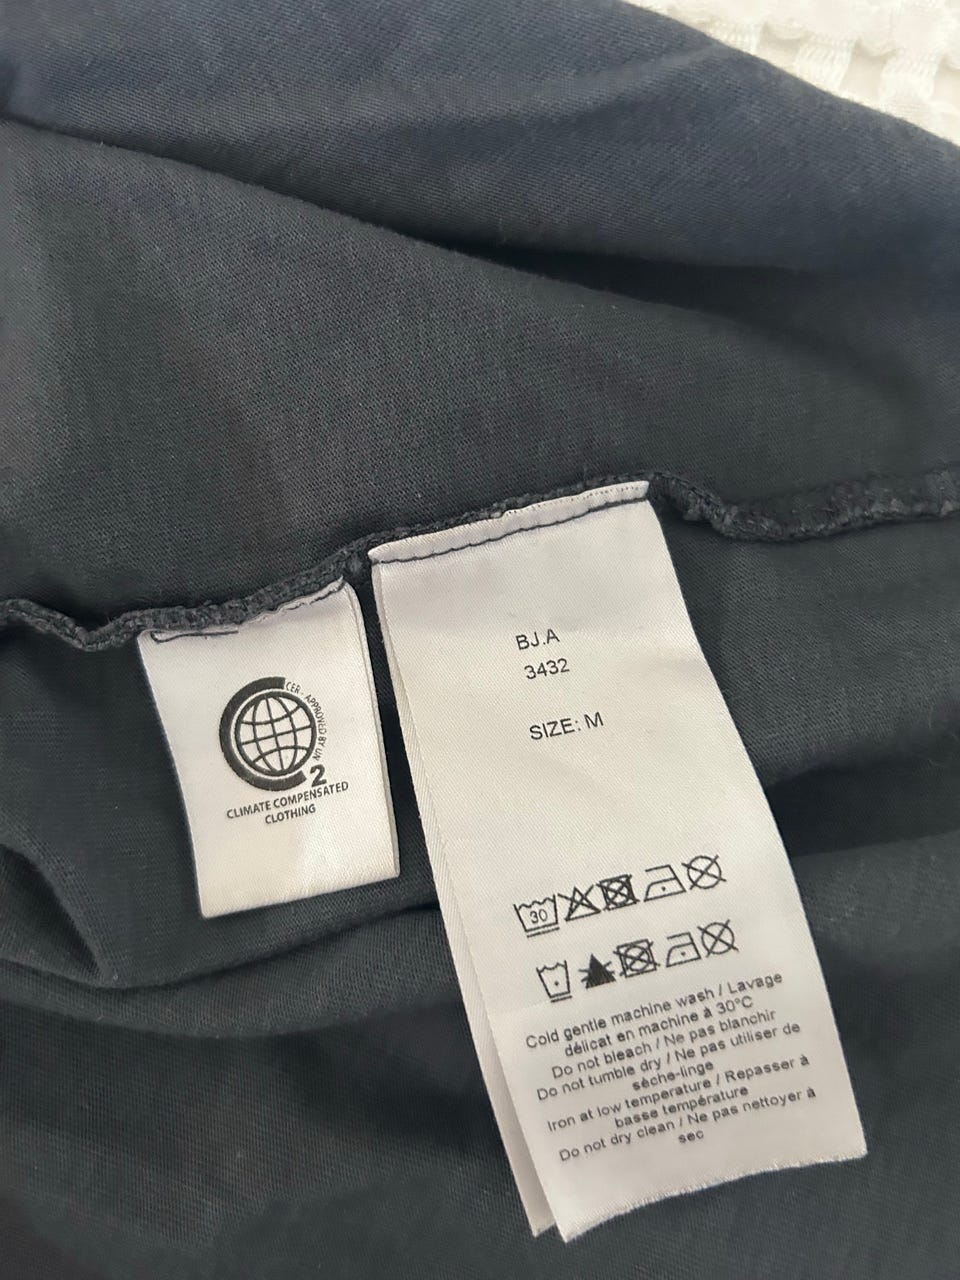 CER - APPROVED BY UN
2
CLIMATE COMPENSATED
CLOTHING
BJ.A
3432
SIZE: M
30
Cold gentle machine wash / Lavage
délicat en machine à 30°C
Do not bleach / Ne pas blanchir
Do not tumble dry / Ne pas utiliser de
sèche-linge
Iron at low temperature / Repasser à
basse température
Do not dry clean / Ne pas nettoyer à
sec